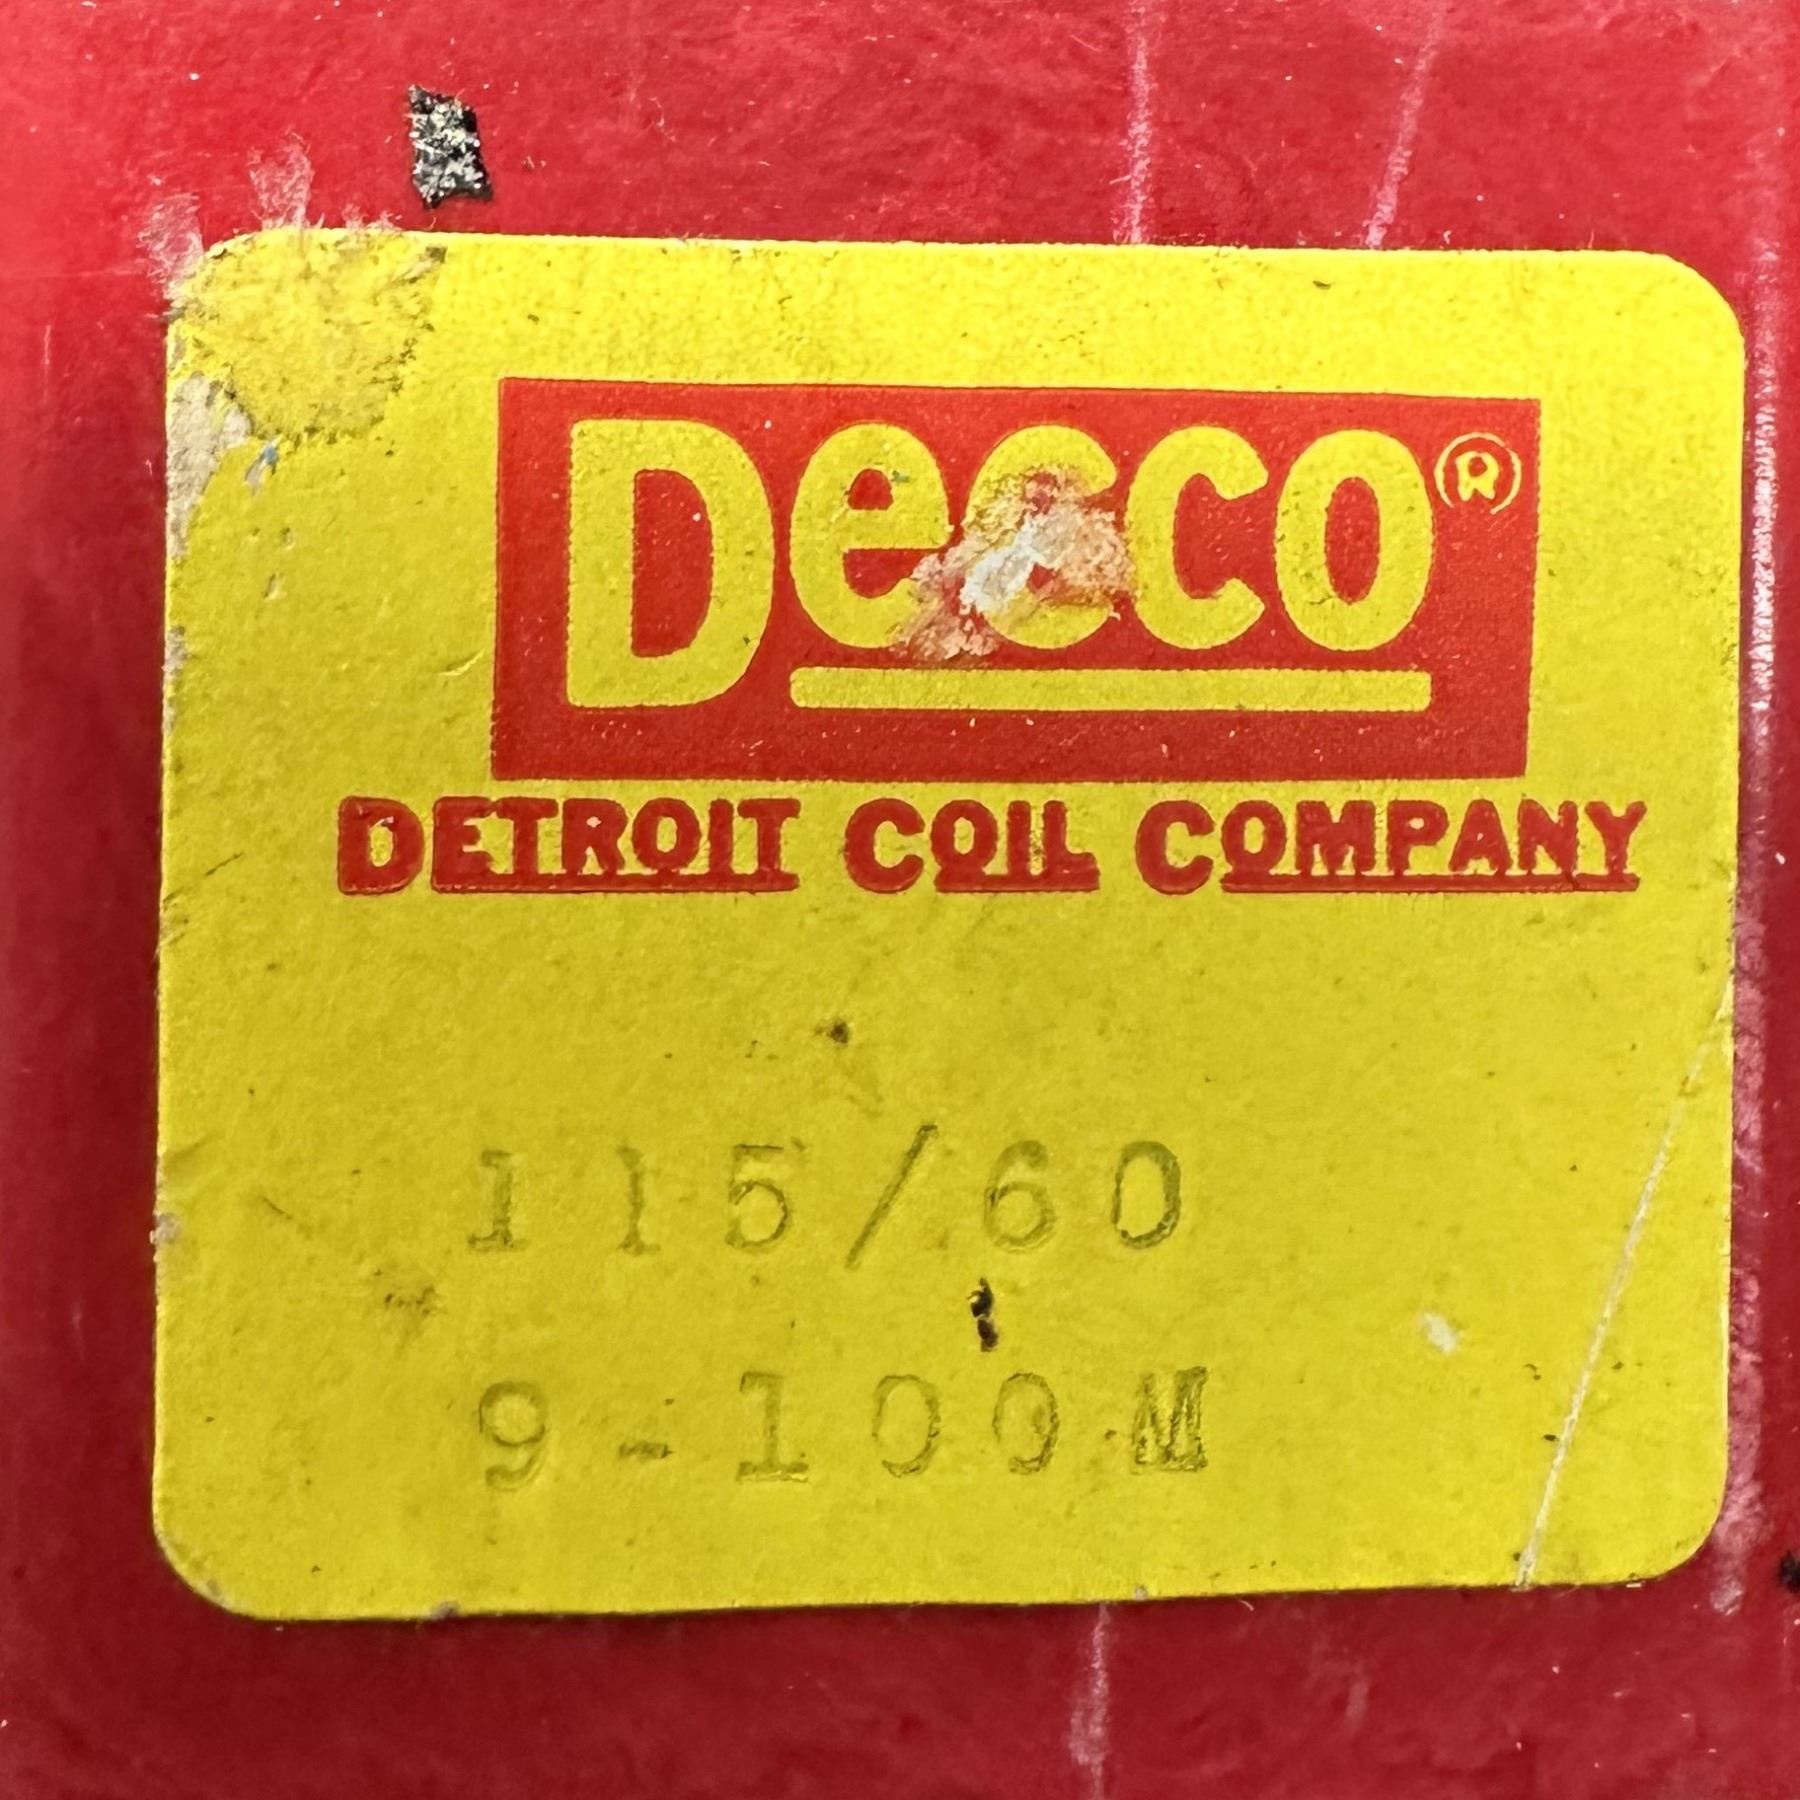 Decco®
DETROIT COIL COMPANY
115/60
9-100M